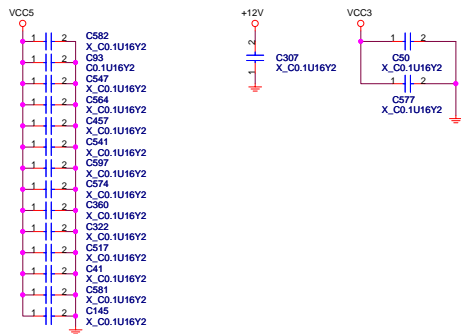 VCC5
1 2 C582
X_C0.1U16Y2
1 2 C93
C0.1U16Y2
1 2 C547
X_C0.1U16Y2
1 2 C564
X_C0.1U16Y2
1 2 C457
X_C0.1U16Y2
1 2 C541
X_C0.1U16Y2
1 2 C597
X_C0.1U16Y2
1 2 C574
X_C0.1U16Y2
1 2 C360
X_C0.1U16Y2
1 2 C322
X_C0.1U16Y2
1 2 C517
X_C0.1U16Y2
1 2 C41
X_C0.1U16Y2
1 2 C581
X_C0.1U16Y2
1 2 C145
X_C0.1U16Y2
+12V
2
C307
1 X_C0.1U16Y2
VCC3
1 2
C50
X_C0.1U16Y2
1 2
C577
X_C0.1U16Y2